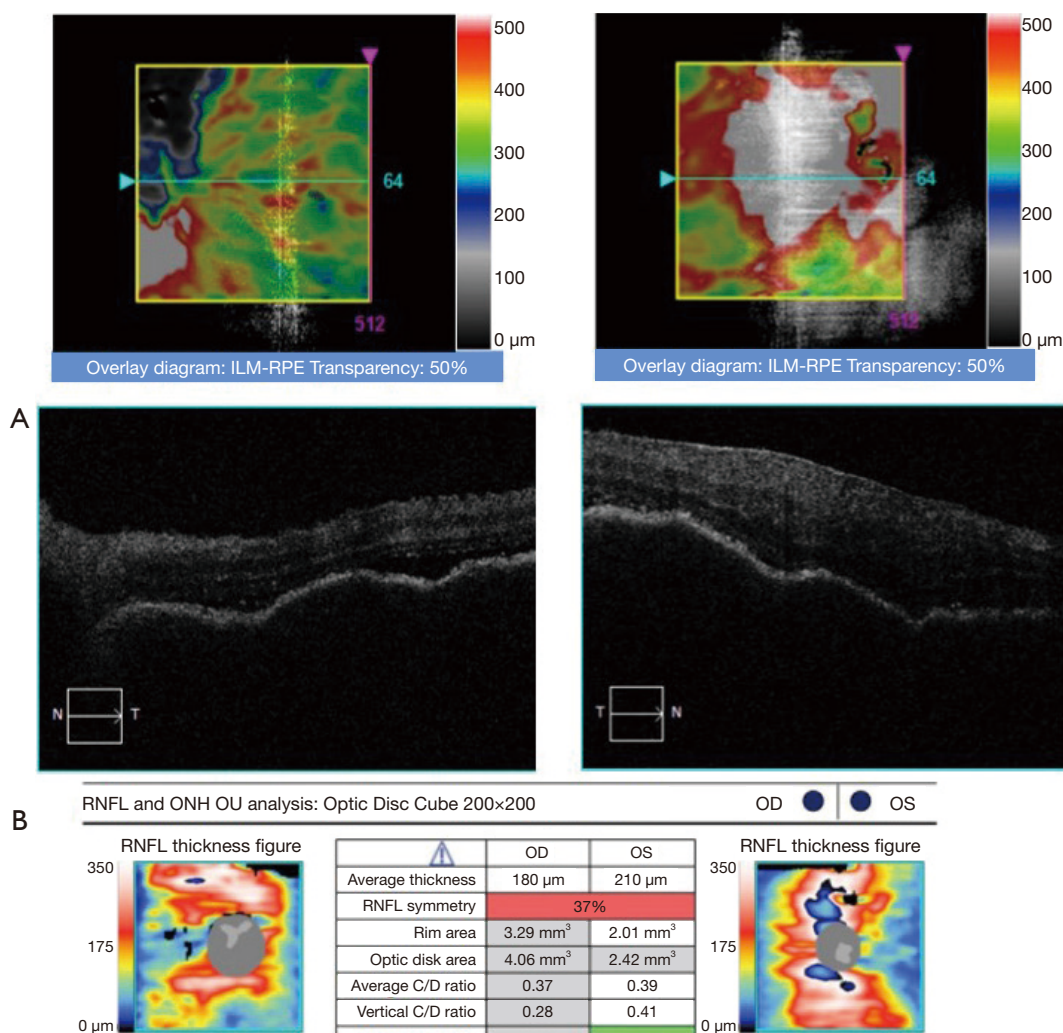 500
400
300
200
100
0 µm
64
512
Overlay diagram: ILM-RPE Transparency: 50%
500
400
300
200
100
0 µm
64
512
Overlay diagram: ILM-RPE Transparency: 50%
A
N T
T N
B
RNFL and ONH OU analysis: Optic Disc Cube 200×200 OD OS
RNFL thickness figure
350
175
0 µm
OD OS
Average thickness 180 µm 210 µm
RNFL symmetry 37%
Rim area 3.29 mm³ 2.01 mm³
Optic disk area 4.06 mm³ 2.42 mm³
Average C/D ratio 0.37 0.39
Vertical C/D ratio 0.28 0.41
RNFL thickness figure
350
175
0 µm